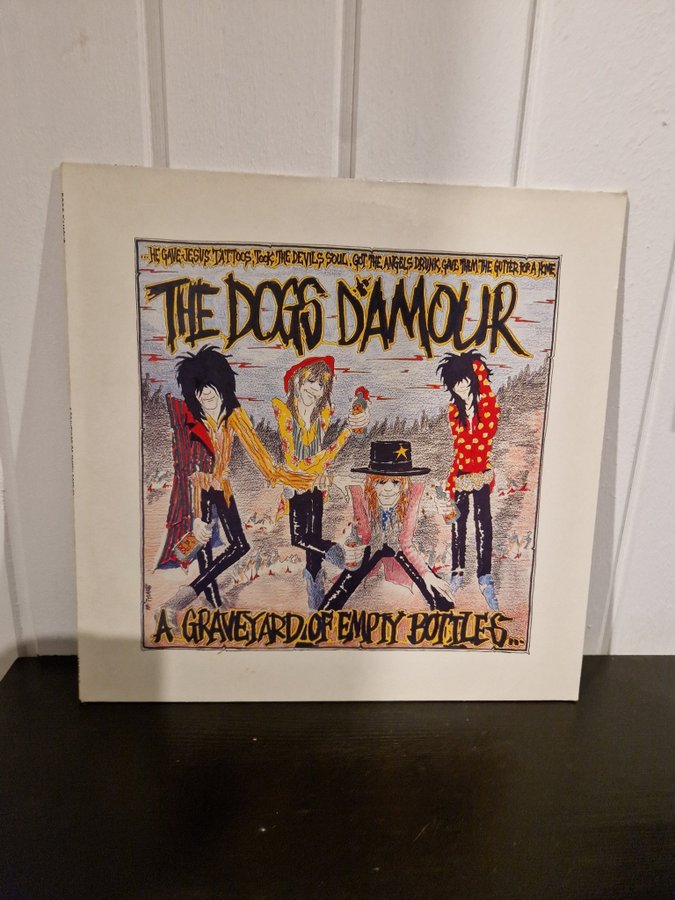 ...HE GAVE JESUS TATTOOS, TOOK THE DEVILS SOUL, GOT THE ANGELS DRUNK, GAVE THEM THE GUTTER FOR A HOME
THE DOGS D'AMOUR
A GRAVEYARD OF EMPTY BOTTLES...